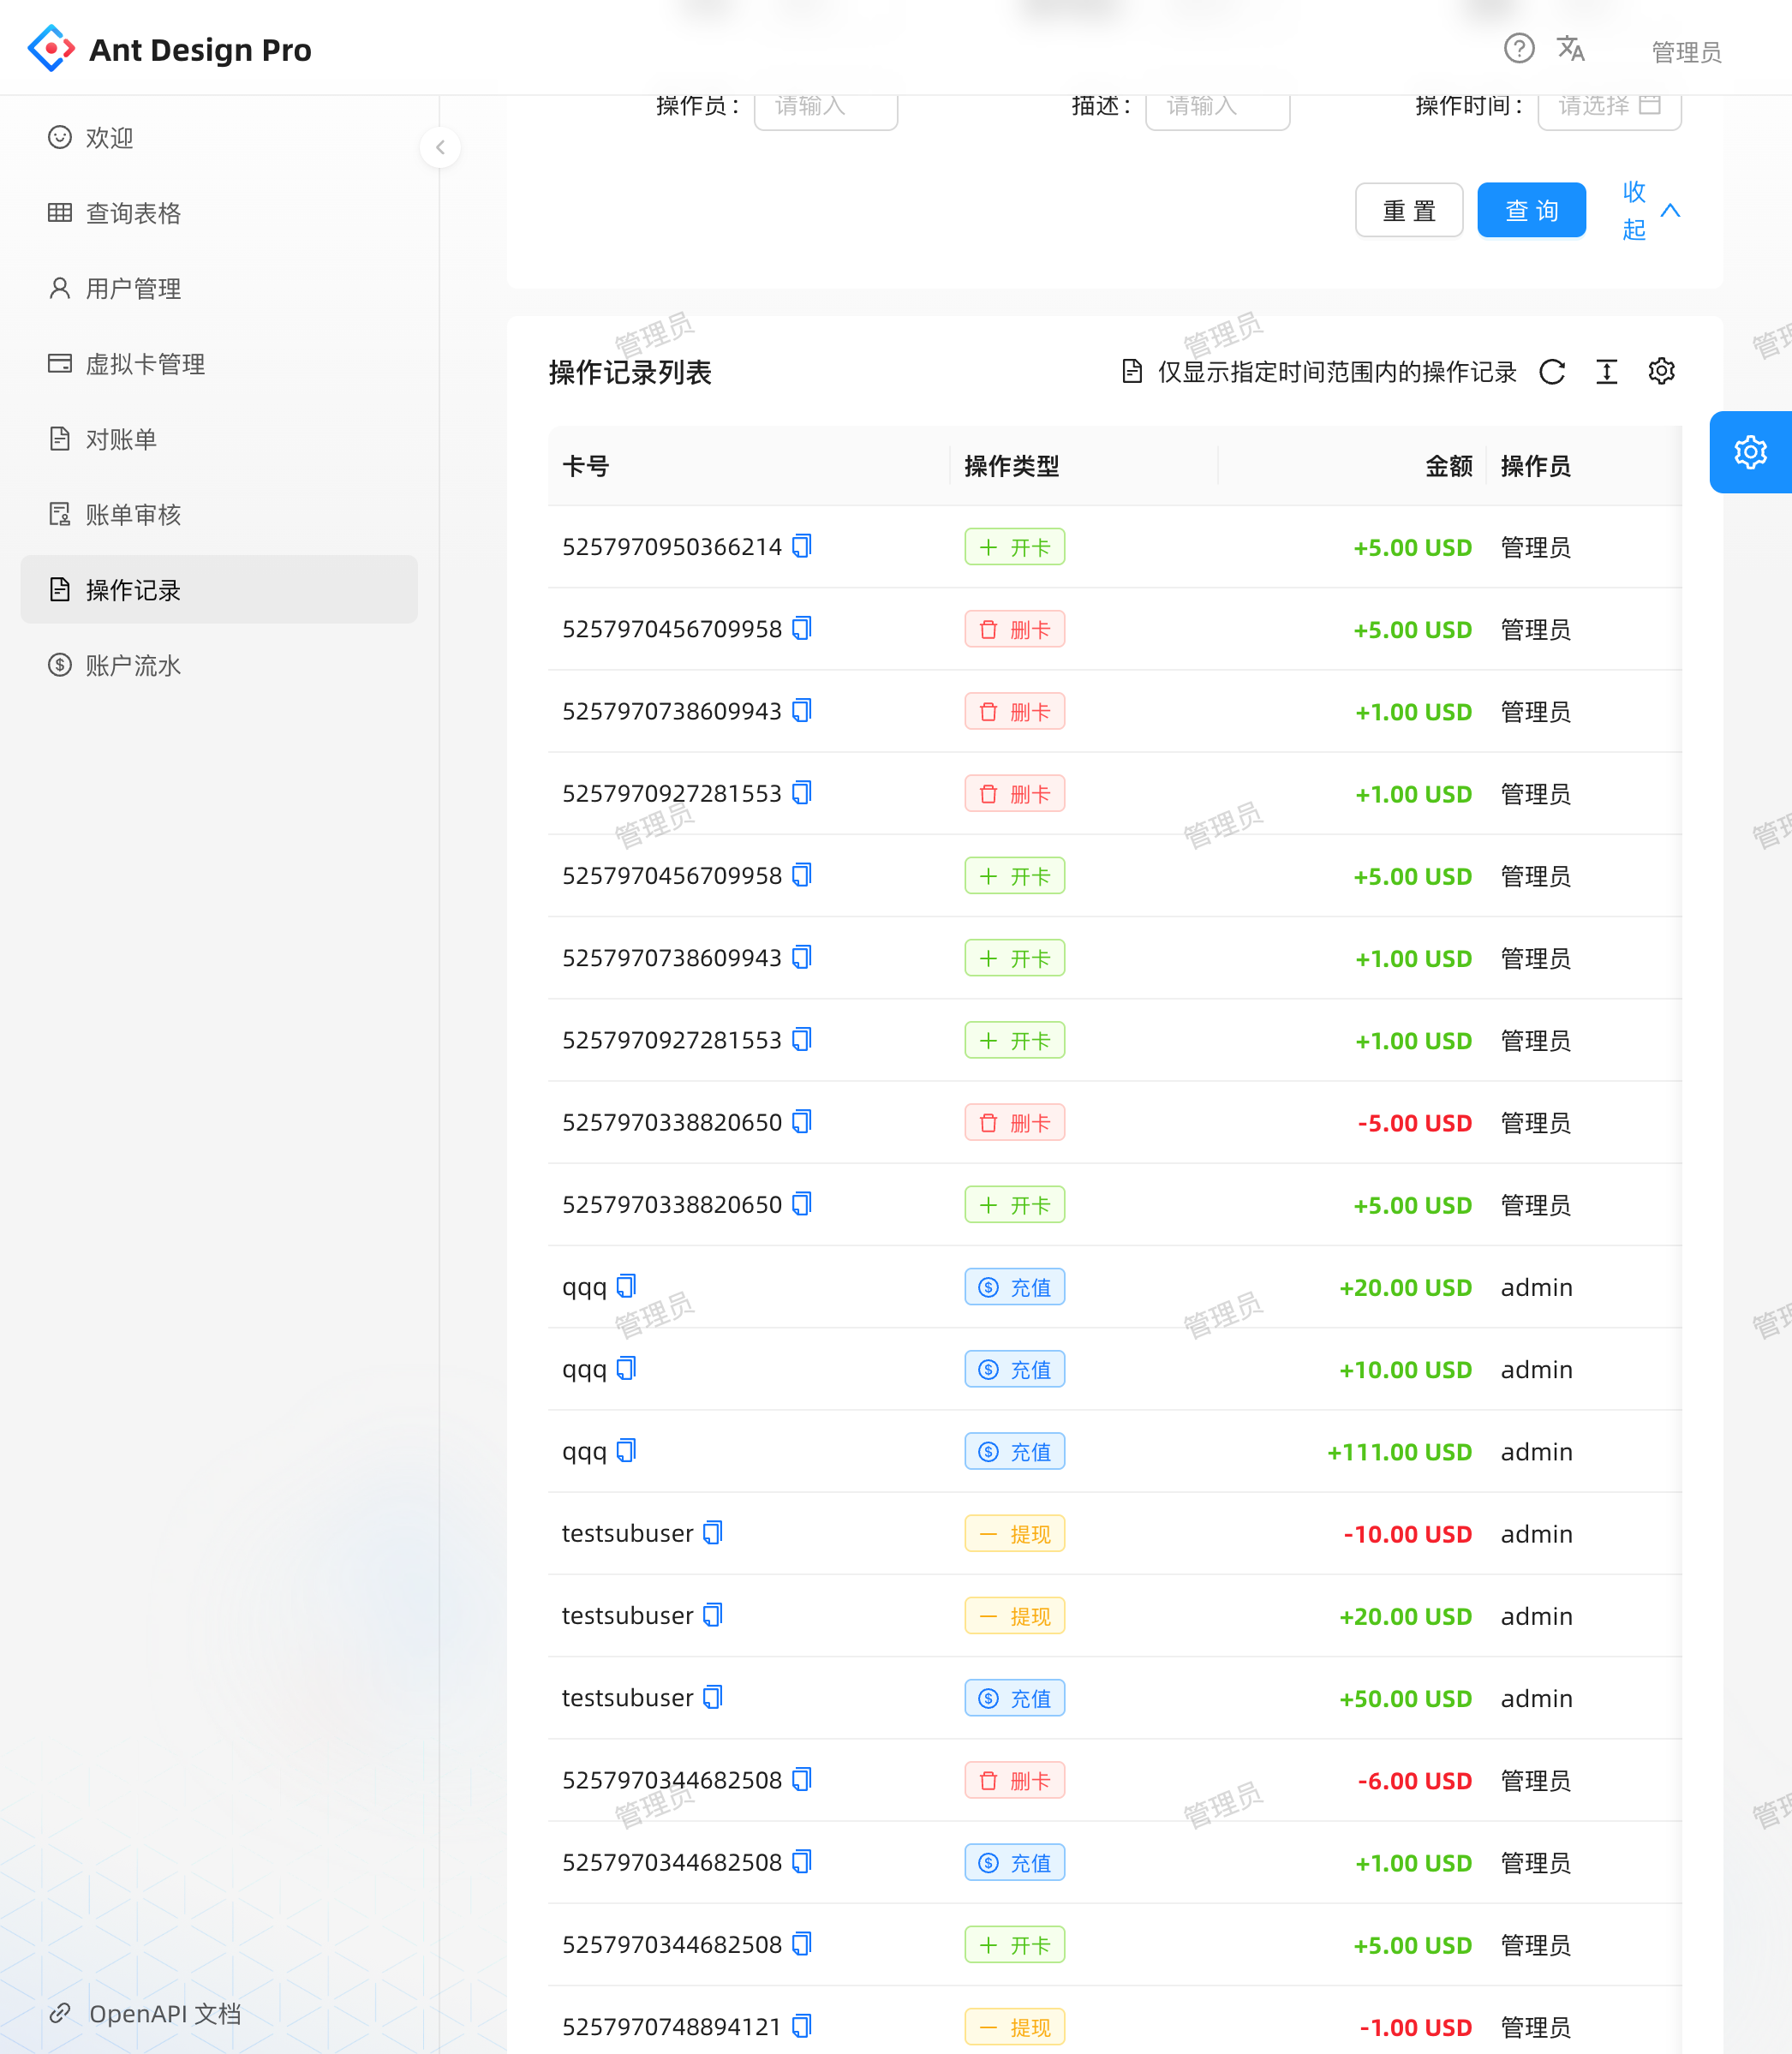 Ant Design Pro
管理员
操作员：
请输入
描述：
请输入
操作时间：
请选择
重 置
查 询
收起
欢迎
查询表格
用户管理
虚拟卡管理
对账单
账单审核
操作记录
账户流水
OpenAPI 文档
操作记录列表
仅显示指定时间范围内的操作记录
卡号 操作类型 金额 操作员
5257970950366214 开卡 +5.00 USD 管理员
5257970456709958 删卡 +5.00 USD 管理员
5257970738609943 删卡 +1.00 USD 管理员
5257970927281553 删卡 +1.00 USD 管理员
5257970456709958 开卡 +5.00 USD 管理员
5257970738609943 开卡 +1.00 USD 管理员
5257970927281553 开卡 +1.00 USD 管理员
5257970338820650 删卡 -5.00 USD 管理员
5257970338820650 开卡 +5.00 USD 管理员
qqq 充值 +20.00 USD admin
qqq 充值 +10.00 USD admin
qqq 充值 +111.00 USD admin
testsubuser 提现 -10.00 USD admin
testsubuser 提现 +20.00 USD admin
testsubuser 充值 +50.00 USD admin
5257970344682508 删卡 -6.00 USD 管理员
5257970344682508 充值 +1.00 USD 管理员
5257970344682508 开卡 +5.00 USD 管理员
5257970748894121 提现 -1.00 USD 管理员
管理员
管理员
管理
管理员
管理员
管理
管理员
管理员
管理
管理员
管理员
管理